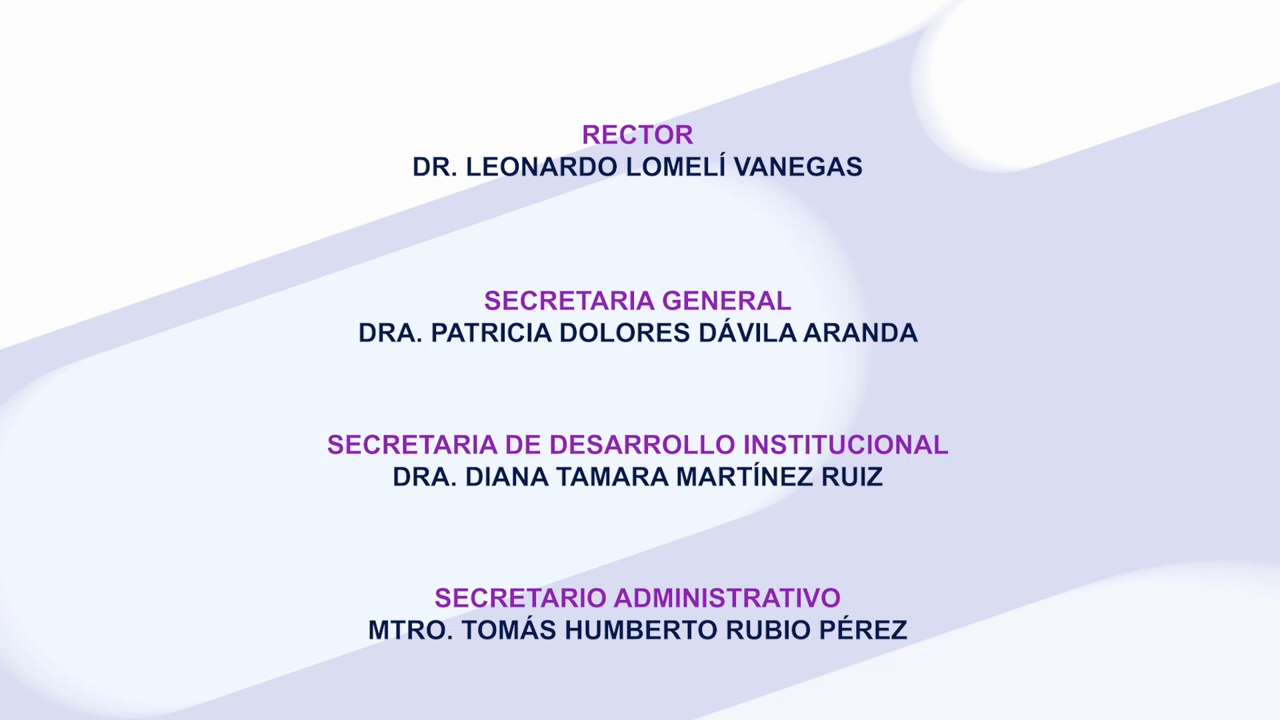 RECTOR
DR. LEONARDO LOMELÍ VANEGAS
SECRETARIA GENERAL
DRA. PATRICIA DOLORES DÁVILA ARANDA
SECRETARIA DE DESARROLLO INSTITUCIONAL
DRA. DIANA TAMARA MARTÍNEZ RUIZ
SECRETARIO ADMINISTRATIVO
MTRO. TOMÁS HUMBERTO RUBIO PÉREZ